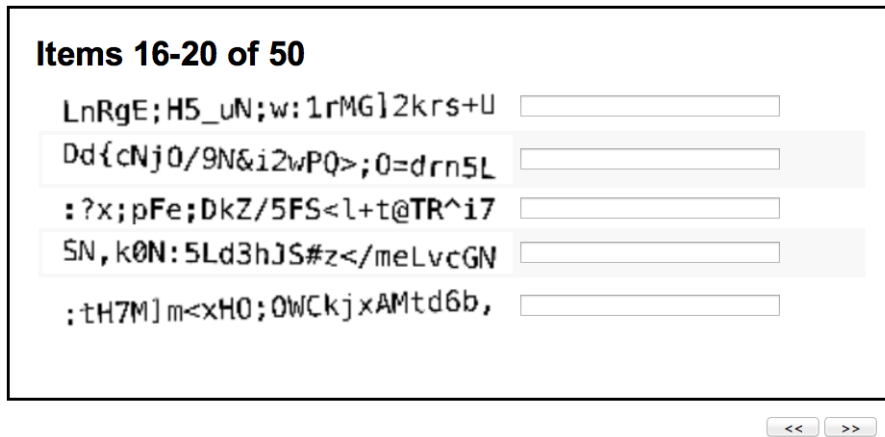 Items 16-20 of 50
LnRgE;H5_uN;w:1rMG]2krs+U
Dd{cNjO/9N&i2wPQ>;O=drn5L
:?x;pFe;DkZ/5FS<l+t@TR^i7
SN,k0N:5Ld3hJS#z</meLvcGN
:tH7M]m<xHO;OWCkjxAMtd6b,
<< >>